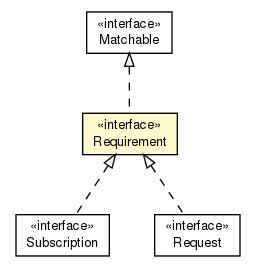 «interface»
Matchable
«interface»
Requirement
«interface»
Subscription
«interface»
Request